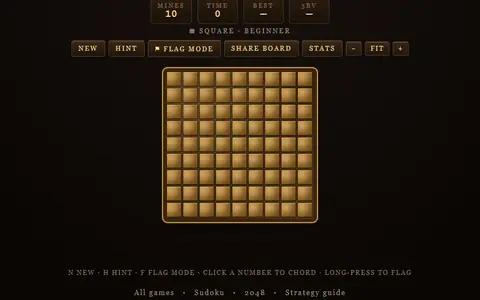 MINES TIME BEST 3BV
10 0 — —
SQUARE · BEGINNER
NEW HINT ⚑ FLAG MODE SHARE BOARD STATS − FIT +
N NEW · H HINT · F FLAG MODE · CLICK A NUMBER TO CHORD · LONG-PRESS TO FLAG
All games • Sudoku • 2048 • Strategy guide